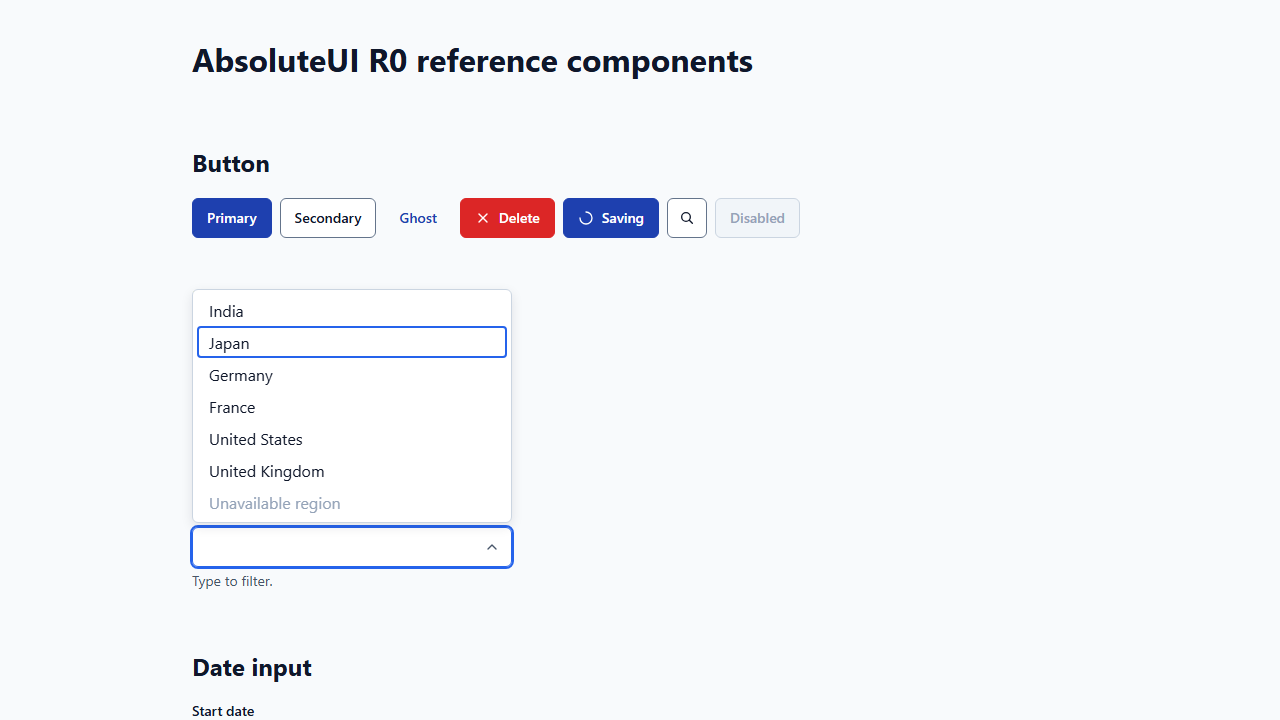 AbsoluteUI R0 reference components
Button
Primary Secondary Ghost Delete Saving Disabled
India
Japan
Germany
France
United States
United Kingdom
Unavailable region
Type to filter.
Date input
Start date